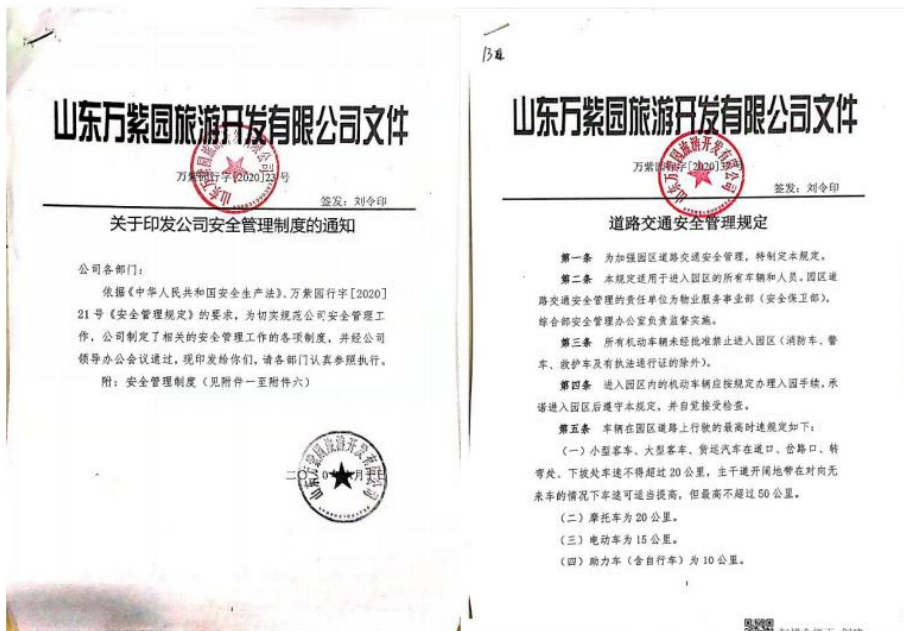 山东万紫园旅游开发有限公司文件
万紫园行字[2020]23号
签发：刘令印
关于印发公司安全管理制度的通知
公司各部门：
依据《中华人民共和国安全生产法》、万紫园行字[2020]
21号《安全管理规定》的要求，为切实规范公司安全管理工
作，公司制定了相关的安全管理工作的各项制度，并经公司
领导办公会议通过，现印发给你们，请各部门认真参照执行。
附：安全管理制度（见附件一至附件六）
山东万紫园旅游开发有限公司
1
山东万紫园旅游开发有限公司文件
万紫园行字[2020]
签发：刘令印
道路交通安全管理规定
第一条 为加强园区道路交通安全管理，特制定本规定。
第二条 本规定适用于进入园区的所有车辆和人员。园区道
路交通安全管理的责任单位为物业服务事业部（安全保卫部），
综合部安全管理办公室负责监督实施。
第三条 所有机动车辆未经批准禁止进入园区（消防车、警
车、救护车及有执法通行证的除外）。
第四条 进入园区内的机动车辆应按规定办理入园手续，承
诺进入园区后遵守本规定，并自觉接受检查。
第五条 车辆在园区道路上行驶的最高时速规定如下：
（一）小型客车、大型客车、货运汽车在道口、岔路口、转
弯处、下坡处车速不得超过20公里，主干道开阔地带在对向无
来车的情况下车速可适当提高，但最高不超过50公里。
（二）摩托车为20公里。
（三）电动车为15公里。
（四）助力车（含自行车）为10公里。
1